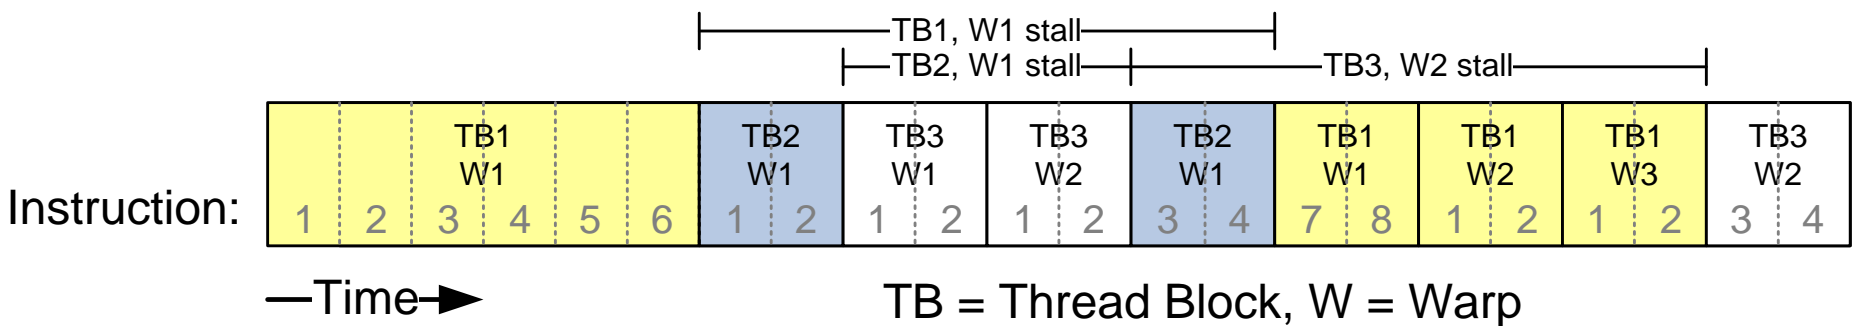 TB1, W1 stall
TB2, W1 stall TB3, W2 stall
TB1 TB2 TB3 TB3 TB2 TB1 TB1 TB1 TB3
W1 W1 W1 W2 W1 W1 W2 W3 W2
Instruction: 1 2 3 4 5 6 1 2 1 2 1 2 3 4 7 8 1 2 1 2 3 4
Time
TB = Thread Block, W = Warp